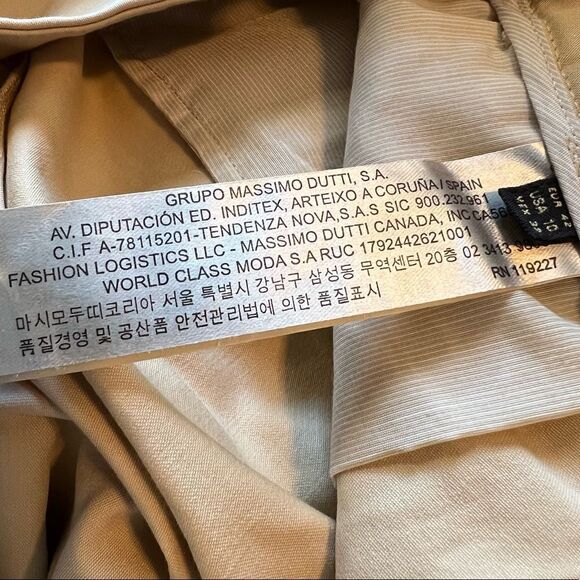 GRUPO MASSIMO DUTTI, S.A.
AV. DIPUTACIÓN ED. INDITEX, ARTEIXO A CORUÑA / SPAIN
C.I.F A-78115201-TENDENZA NOVA,S.A.S SIC 900.232.961
FASHION LOGISTICS LLC - MASSIMO DUTTI CANADA, INC
WORLD CLASS MODA S.A RUC 1792442621001
RN 119227
마시모두띠코리아 서울 특별시 강남구 삼성동 무역센터 20층 02 3413
품질경영 및 공산품 안전관리법에 의한 품질표시
EUR 42
USA 10
MEX